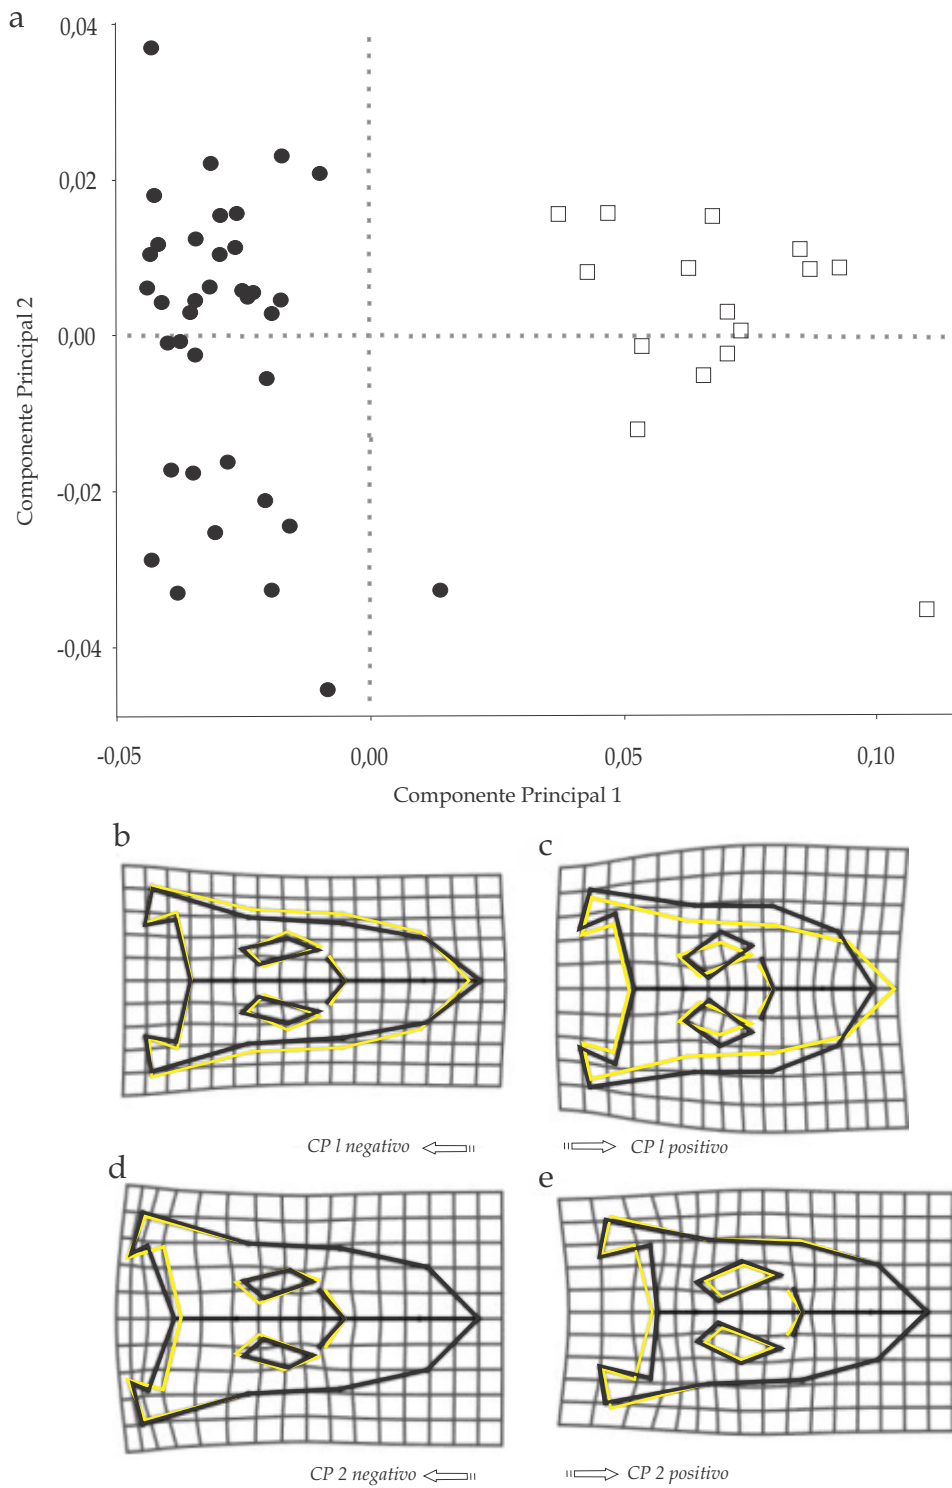 a
0,04
0,02
0,00
-0,02
-0,04
Componente Principal 2
-0,05
0,00
0,05
0,10
Componente Principal 1
b
c
CP 1 negativo
CP 1 positivo
d
e
CP 2 negativo
CP 2 positivo